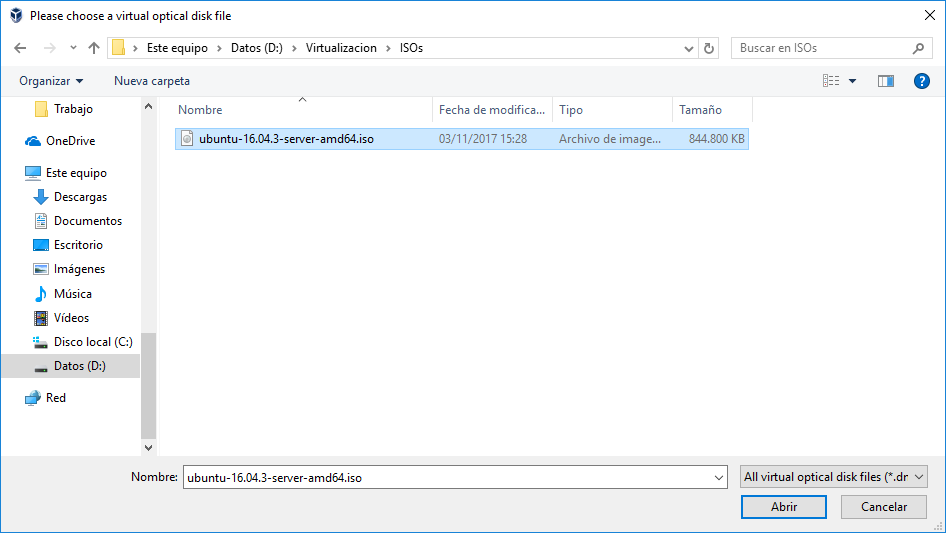 Please choose a virtual optical disk file
Este equipo > Datos (D:) > Virtualizacion > ISOs
Buscar en ISOs
Organizar
Nueva carpeta
Trabajo
OneDrive
Este equipo
Descargas
Documentos
Escritorio
Imágenes
Música
Vídeos
Disco local (C:)
Datos (D:)
Red
Nombre Fecha de modifica... Tipo Tamaño
ubuntu-16.04.3-server-amd64.iso 03/11/2017 15:28 Archivo de image... 844.800 KB
Nombre: ubuntu-16.04.3-server-amd64.iso All virtual optical disk files (*.dm
Abrir Cancelar